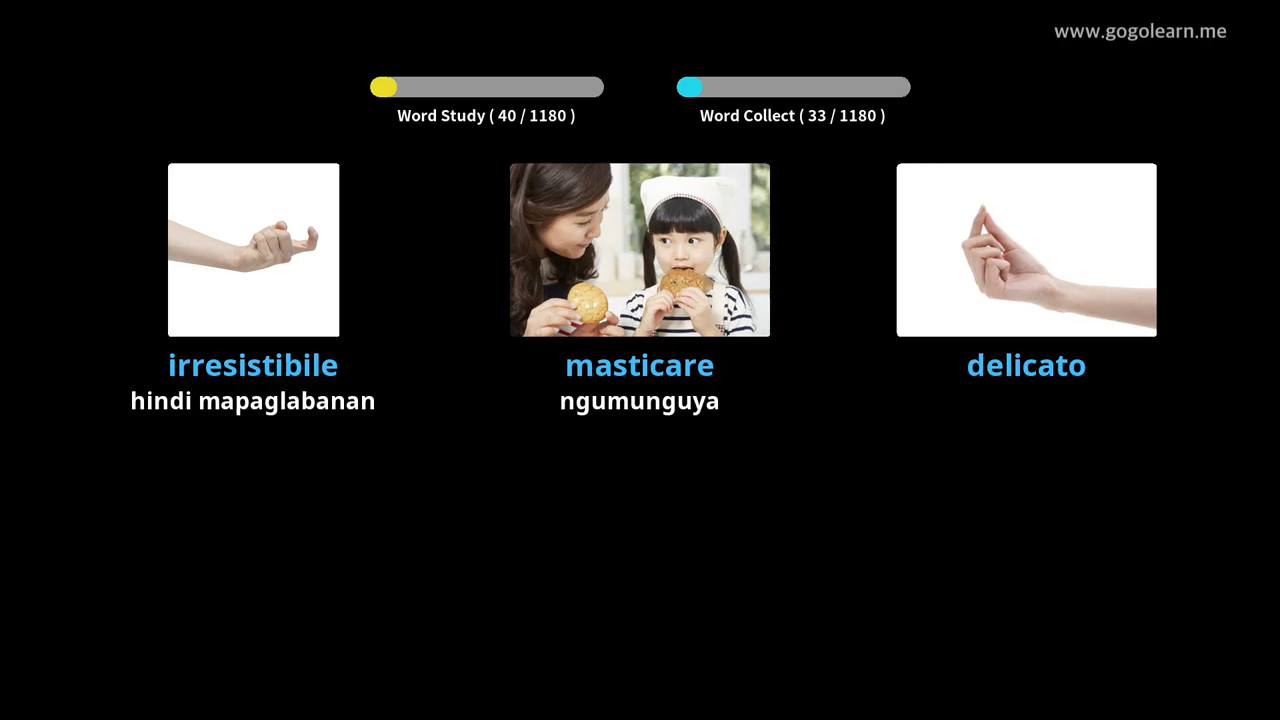 www.gogolearn.me
Word Study ( 40 / 1180 )
Word Collect ( 33 / 1180 )
irresistibile
hindi mapaglabanan
masticare
ngumunguya
delicato